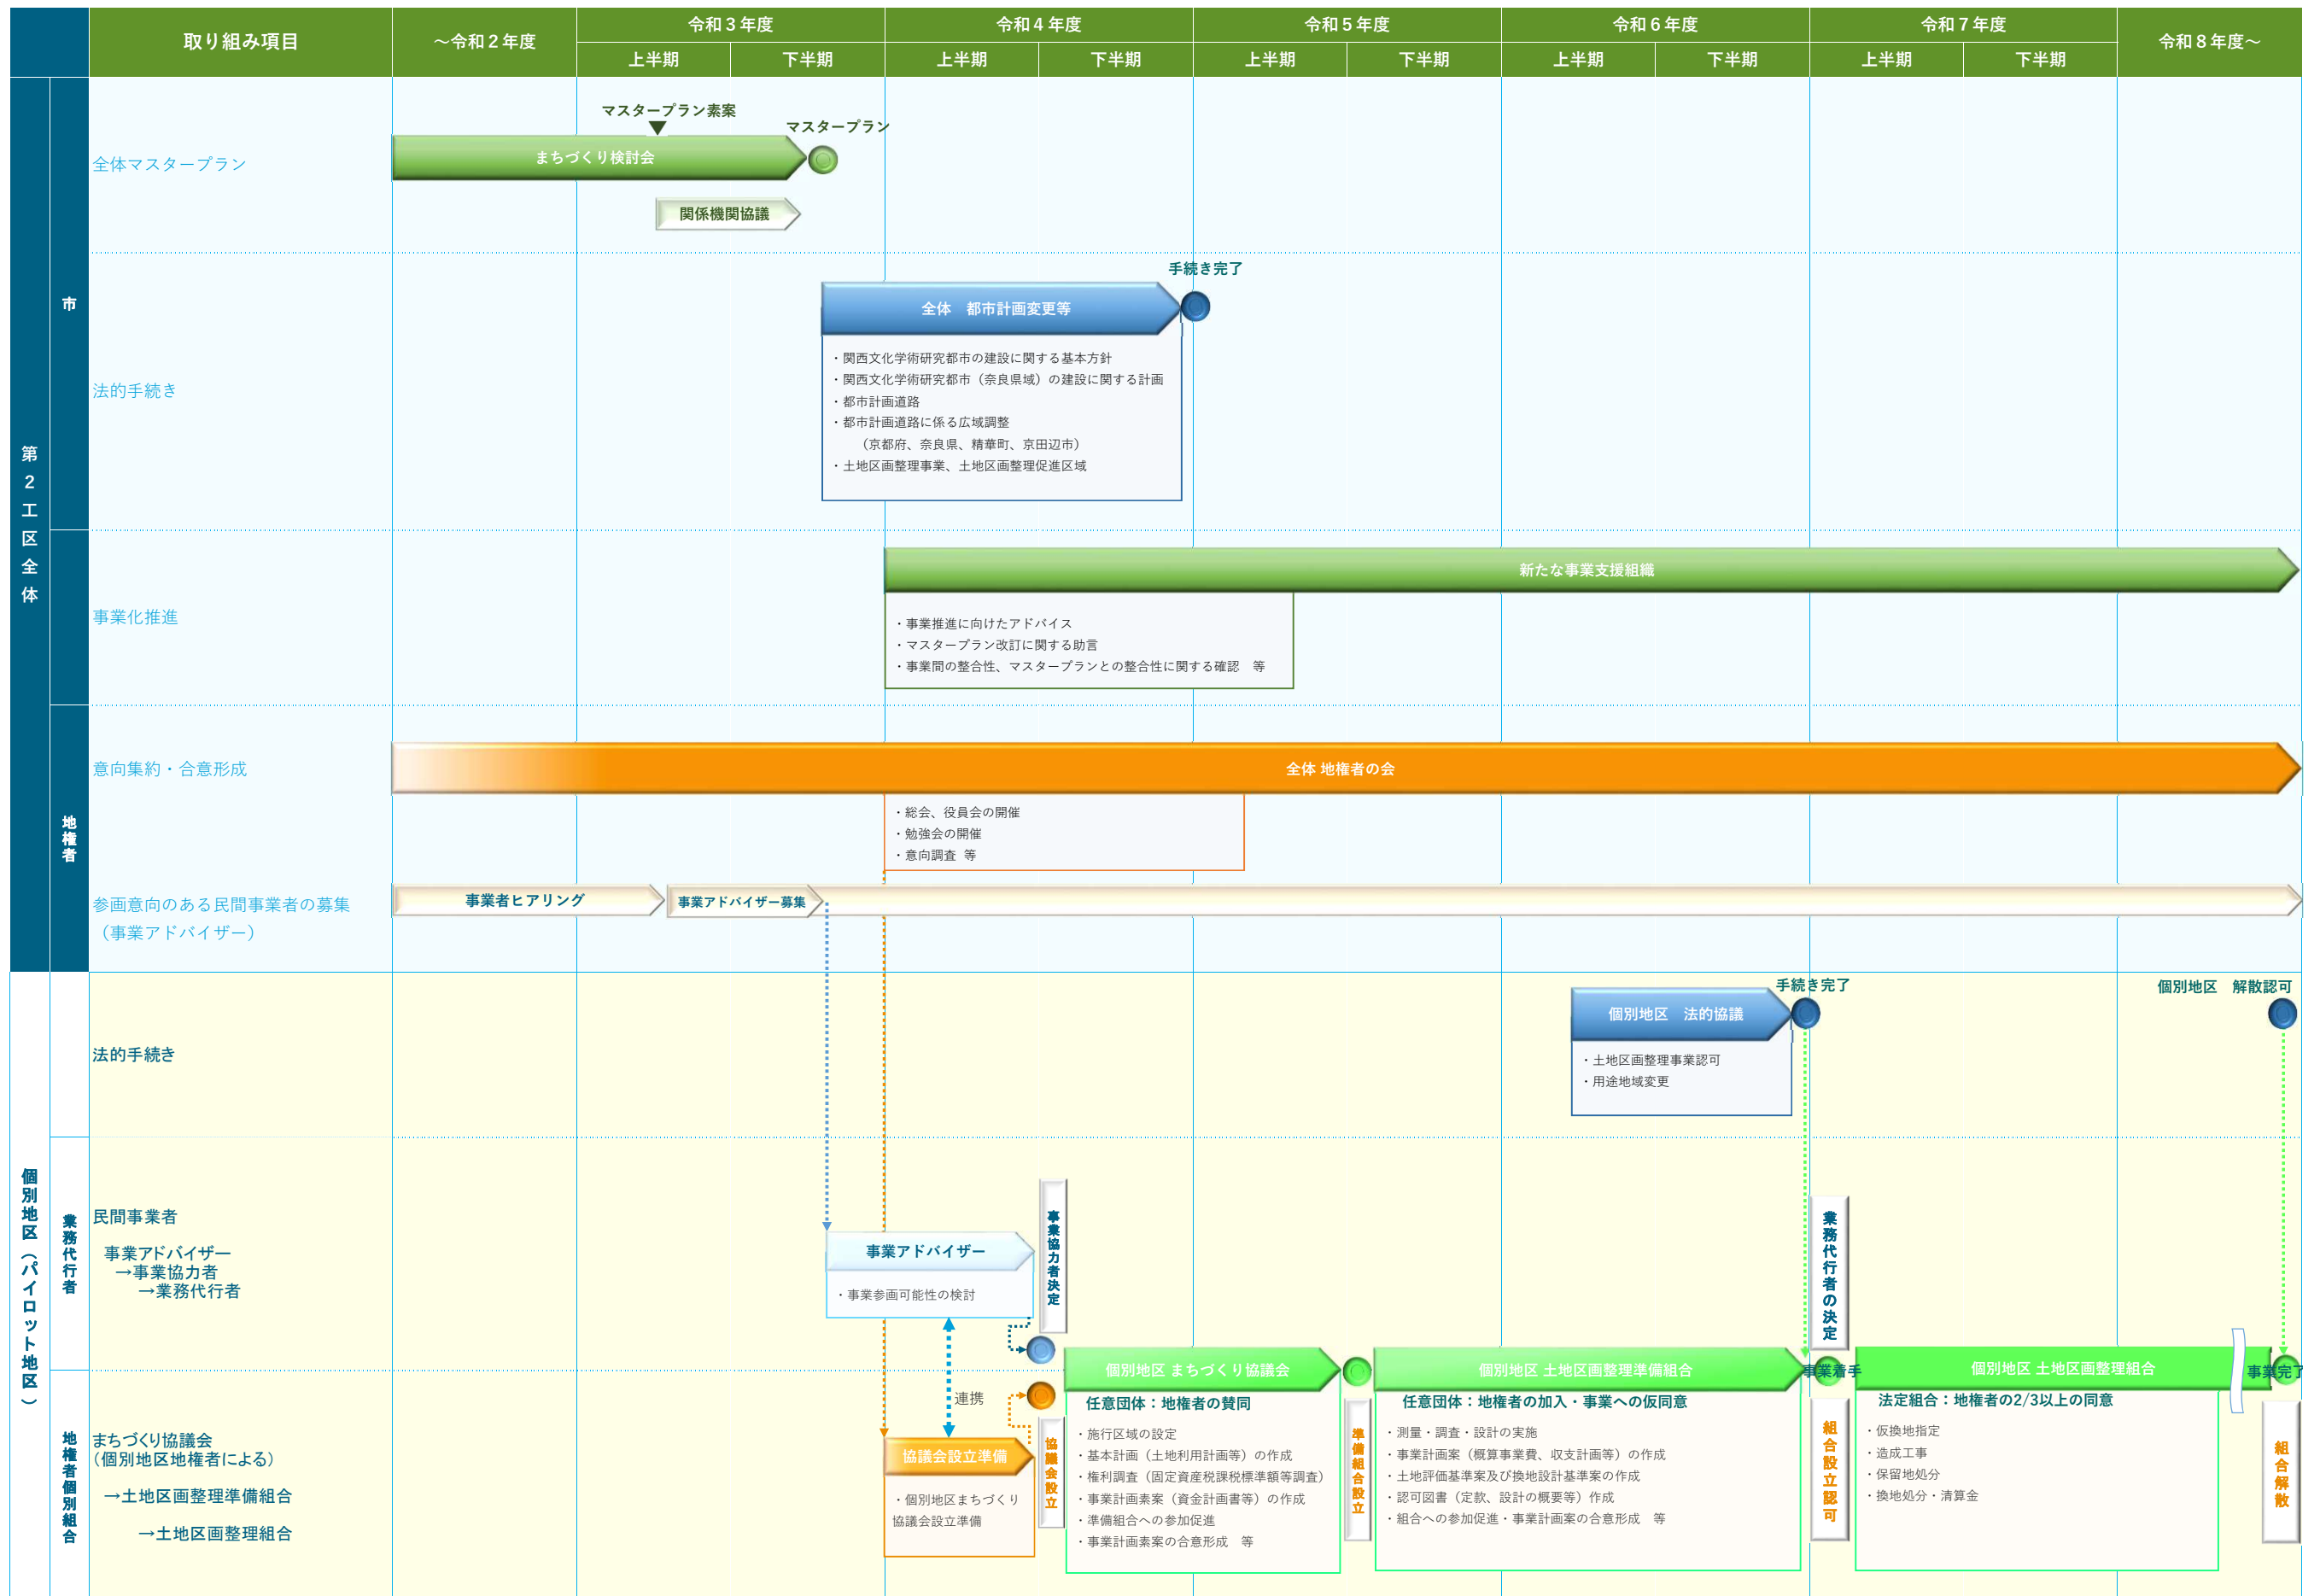 取り組み項目
～令和２年度
令和３年度
令和４年度
令和５年度
令和６年度
令和７年度
令和８年度～
上半期
下半期
上半期
下半期
上半期
下半期
上半期
下半期
上半期
下半期
第２工区全体
市
全体マスタープラン
マスタープラン素案
マスタープラン
まちづくり検討会
関係機関協議
法的手続き
手続き完了
全体　都市計画変更等
・関西文化学術研究都市の建設に関する基本方針
・関西文化学術研究都市（奈良県域）の建設に関する計画
・都市計画道路
・都市計画道路に係る広域調整
（京都府、奈良県、精華町、京田辺市）
・土地区画整理事業、土地区画整理促進区域
事業化推進
新たな事業支援組織
・事業推進に向けたアドバイス
・マスタープラン改訂に関する助言
・事業間の整合性、マスタープランとの整合性に関する確認　等
地権者
意向集約・合意形成
全体 地権者の会
・総会、役員会の開催
・勉強会の開催
・意向調査 等
参画意向のある民間事業者の募集
（事業アドバイザー）
事業者ヒアリング
事業アドバイザー募集
個別地区（パイロット地区）
法的手続き
手続き完了
個別地区　法的協議
・土地区画整理事業認可
・用途地域変更
個別地区　解散認可
業務代行者
民間事業者
事業アドバイザー
→事業協力者
→業務代行者
事業アドバイザー
・事業参画可能性の検討
事業協力者決定
業務代行者の決定
連携
地権者個別組合
まちづくり協議会
（個別地区地権者による）
→土地区画整理準備組合
→土地区画整理組合
協議会設立準備
・個別地区まちづくり
協議会設立準備
協議会設立
個別地区 まちづくり協議会
任意団体：地権者の賛同
・施行区域の設定
・基本計画（土地利用計画等）の作成
・権利調査（固定資産税課税標準額等調査）
・事業計画素案（資金計画書等）の作成
・準備組合への参加促進
・事業計画素案の合意形成　等
準備組合設立
個別地区 土地区画整理準備組合
任意団体：地権者の加入・事業への仮同意
・測量・調査・設計の実施
・事業計画案（概算事業費、収支計画等）の作成
・土地評価基準案及び換地設計基準案の作成
・認可図書（定款、設計の概要等）作成
・組合への参加促進・事業計画案の合意形成　等
事業着手
組合設立認可
個別地区 土地区画整理組合
法定組合：地権者の2/3以上の同意
・仮換地指定
・造成工事
・保留地処分
・換地処分・清算金
事業完了
組合解散